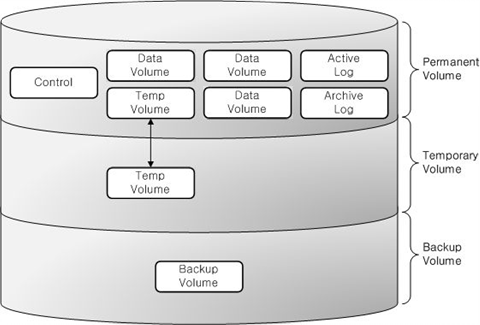 Control
Data
Volume
Data
Volume
Active
Log
Temp
Volume
Data
Volume
Archive
Log
Permanent
Volume
Temp
Volume
Temporary
Volume
Backup
Volume
Backup
Volume